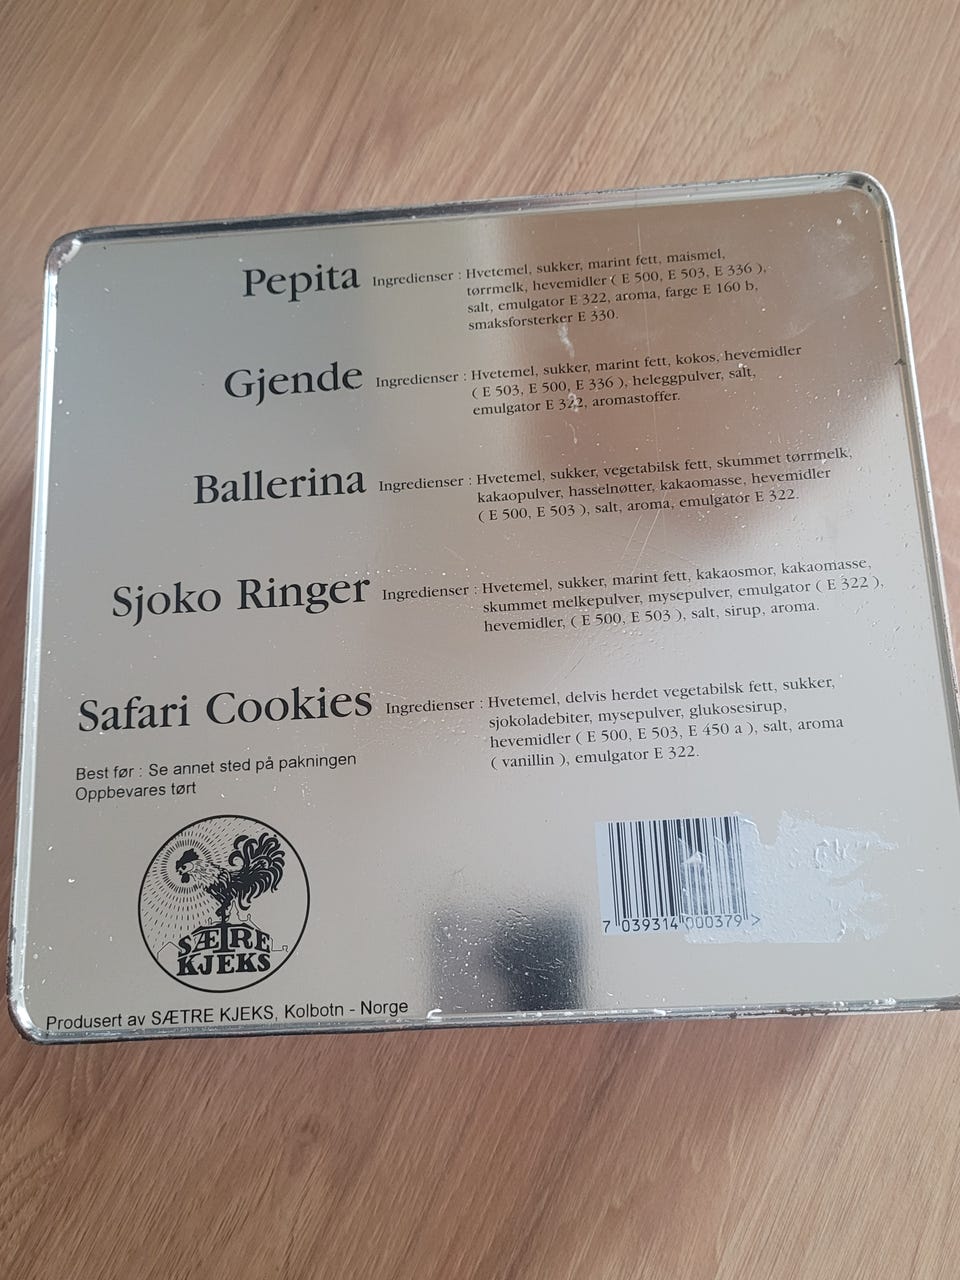 Pepita Ingredienser : Hvetemel, sukker, marint fett, maismel,
tørrmelk, hevemidler ( E 500, E 503, E 336 ),
salt, emulgator E 322, aroma, farge E 160 b,
smaksforsterker E 330.
Gjende Ingredienser : Hvetemel, sukker, marint fett, kokos, hevemidler
( E 503, E 500, E 336 ), heleggpulver, salt,
emulgator E 322, aromastoffer.
Ballerina Ingredienser : Hvetemel, sukker, vegetabilsk fett, skummet tørrmelk,
kakaopulver, hasselnøtter, kakaomasse, hevemidler
( E 500, E 503 ), salt, aroma, emulgator E 322.
Sjoko Ringer Ingredienser : Hvetemel, sukker, marint fett, kakaosmor, kakaomasse,
skummet melkepulver, mysepulver, emulgator ( E 322 ),
hevemidler, ( E 500, E 503 ), salt, sirup, aroma.
Safari Cookies Ingredienser : Hvetemel, delvis herdet vegetabilsk fett, sukker,
sjokoladebiter, mysepulver, glukosesirup,
hevemidler ( E 500, E 503, E 450 a ), salt, aroma
( vanillin ), emulgator E 322.
Best før : Se annet sted på pakningen
Oppbevares tørt
SÆTRE
KJEKS
7 039314 000379 >
Produsert av SÆTRE KJEKS, Kolbotn - Norge